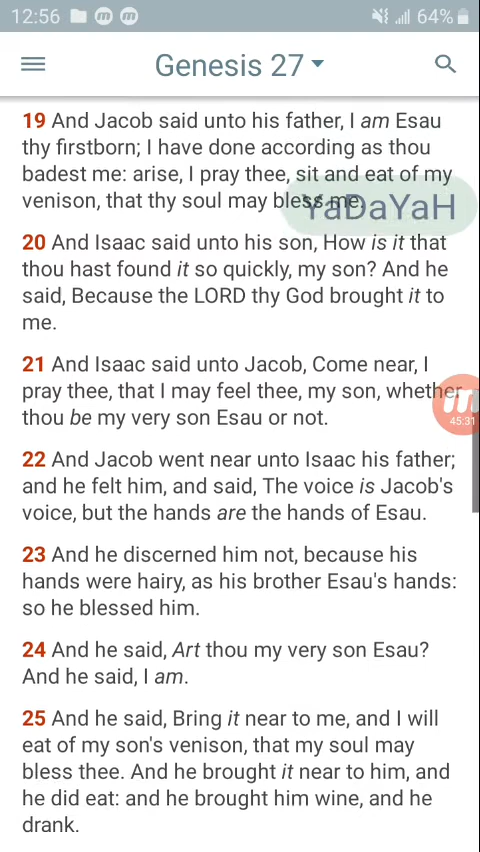 12:56
64%
Genesis 27
19 And Jacob said unto his father, I am Esau
thy firstborn; I have done according as thou
badest me: arise, I pray thee, sit and eat of my
venison, that thy soul may bless me.
YaDaYaH
20 And Isaac said unto his son, How is it that
thou hast found it so quickly, my son? And he
said, Because the LORD thy God brought it to
me.
21 And Isaac said unto Jacob, Come near, I
pray thee, that I may feel thee, my son, whether
thou be my very son Esau or not.
45:31
22 And Jacob went near unto Isaac his father;
and he felt him, and said, The voice is Jacob's
voice, but the hands are the hands of Esau.
23 And he discerned him not, because his
hands were hairy, as his brother Esau's hands:
so he blessed him.
24 And he said, Art thou my very son Esau?
And he said, I am.
25 And he said, Bring it near to me, and I will
eat of my son's venison, that my soul may
bless thee. And he brought it near to him, and
he did eat: and he brought him wine, and he
drank.